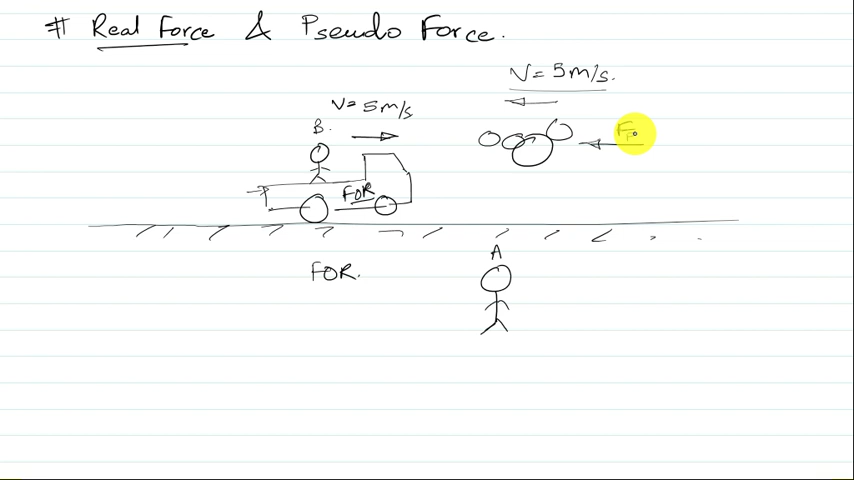 # Real Force & Pseudo Force.
V = 5m/s.
V = 5m/s
B.
FOR
A
FOR.